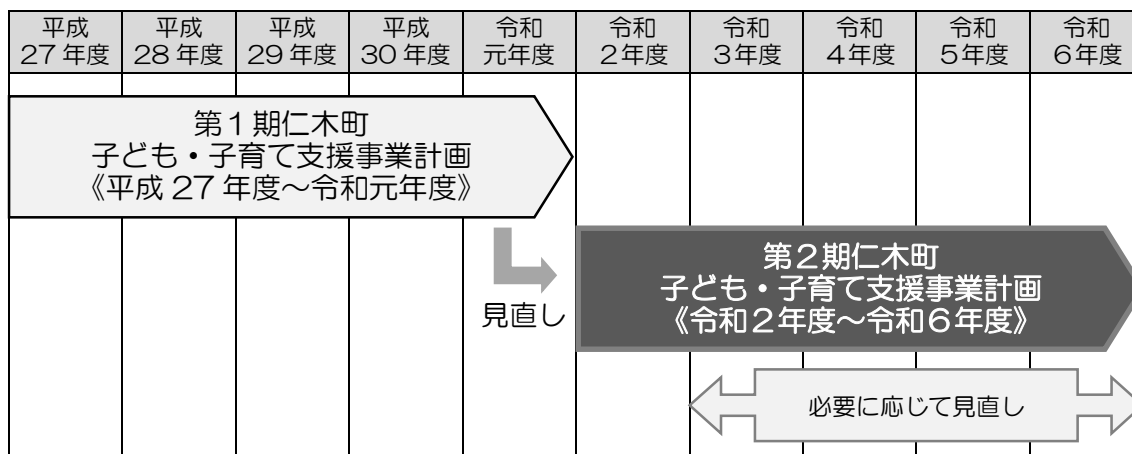 平成
27年度
平成
28年度
平成
29年度
平成
30年度
令和
元年度
令和
2年度
令和
3年度
令和
4年度
令和
5年度
令和
6年度
第1期仁木町
子ども・子育て支援事業計画
《平成27年度～令和元年度》
見直し
第2期仁木町
子ども・子育て支援事業計画
《令和2年度～令和6年度》
必要に応じて見直し